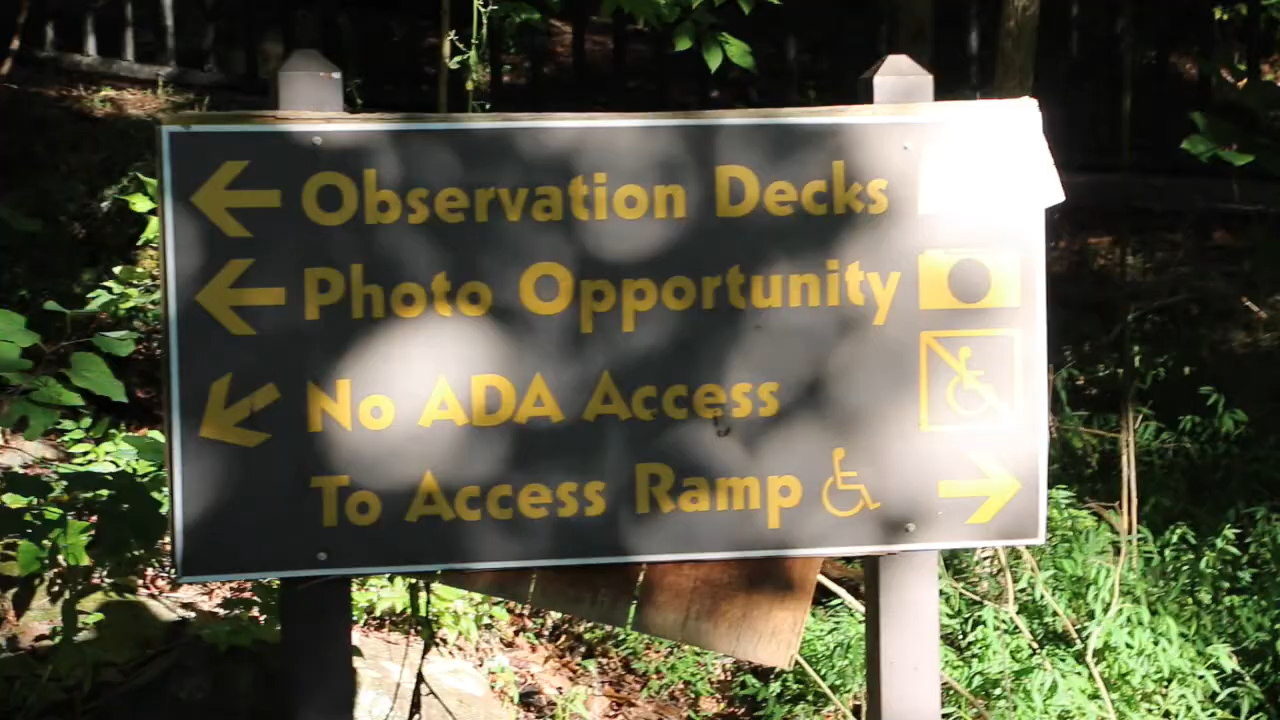 Observation Decks
Photo Opportunity
No ADA Access
To Access Ramp